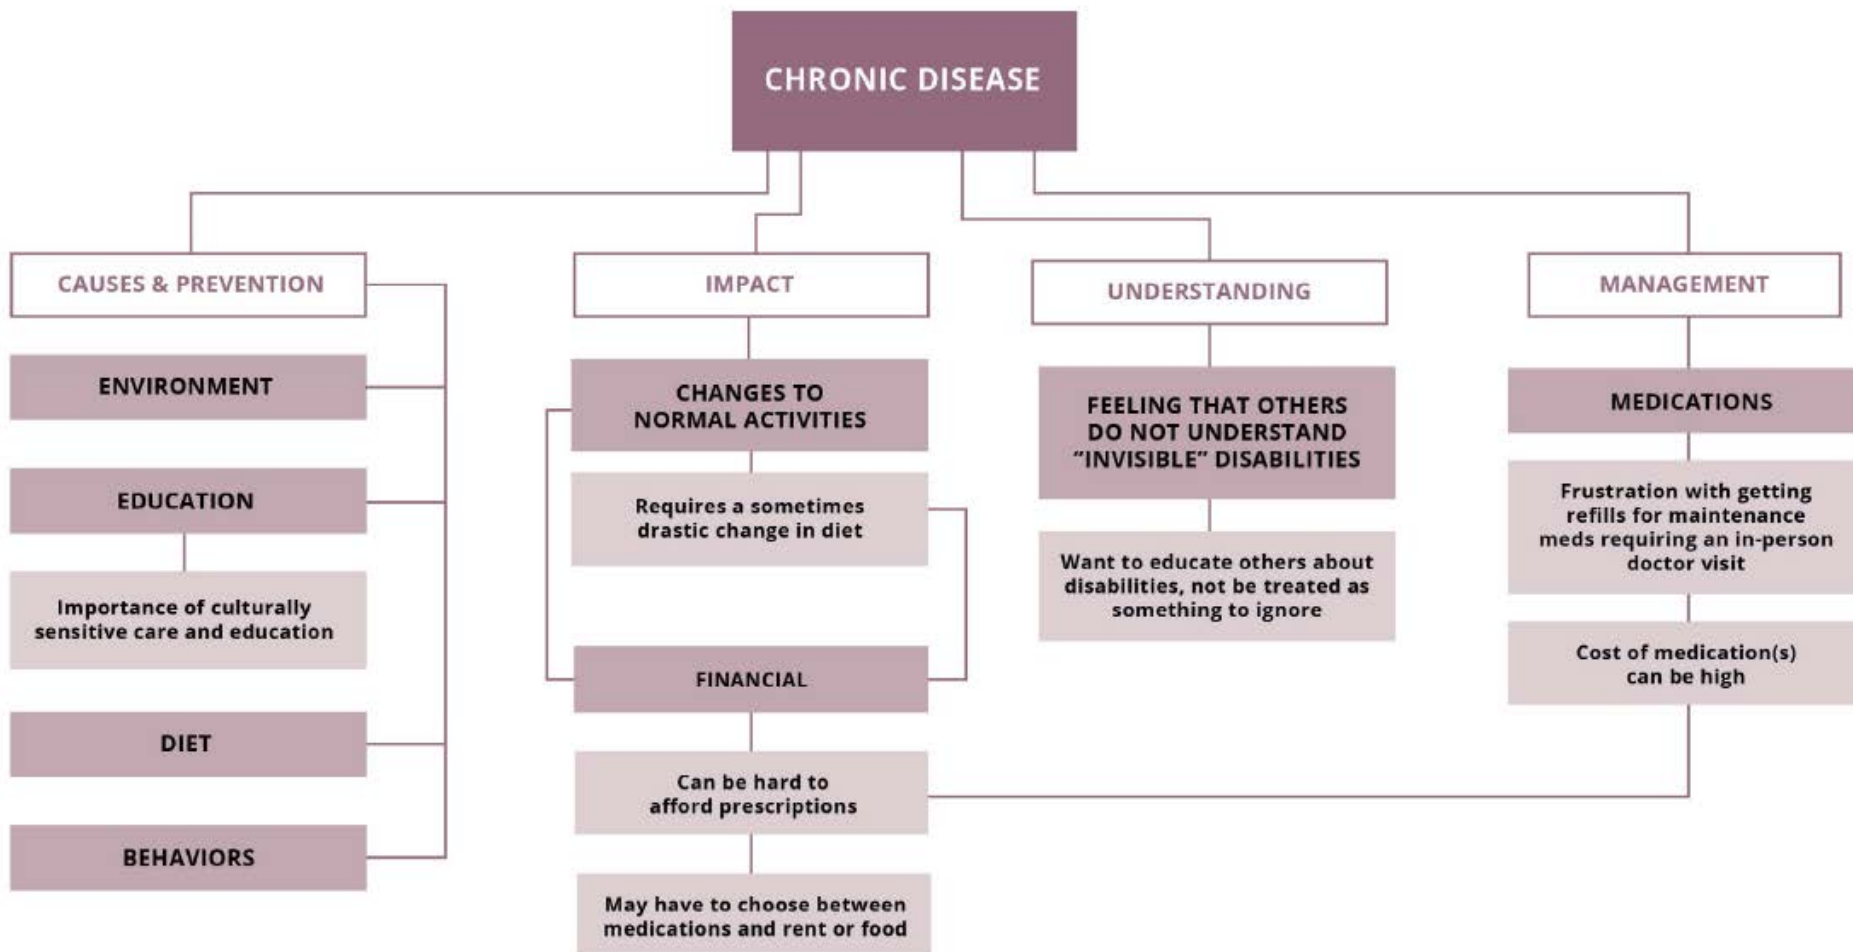 CHRONIC DISEASE
CAUSES & PREVENTION
ENVIRONMENT
EDUCATION
Importance of culturally
sensitive care and education
DIET
BEHAVIORS
IMPACT
CHANGES TO
NORMAL ACTIVITIES
Requires a sometimes
drastic change in diet
FINANCIAL
Can be hard to
afford prescriptions
May have to choose between
medications and rent or food
UNDERSTANDING
FEELING THAT OTHERS
DO NOT UNDERSTAND
“INVISIBLE” DISABILITIES
Want to educate others about
disabilities, not be treated as
something to ignore
MANAGEMENT
MEDICATIONS
Frustration with getting
refills for maintenance
meds requiring an in-person
doctor visit
Cost of medication(s)
can be high